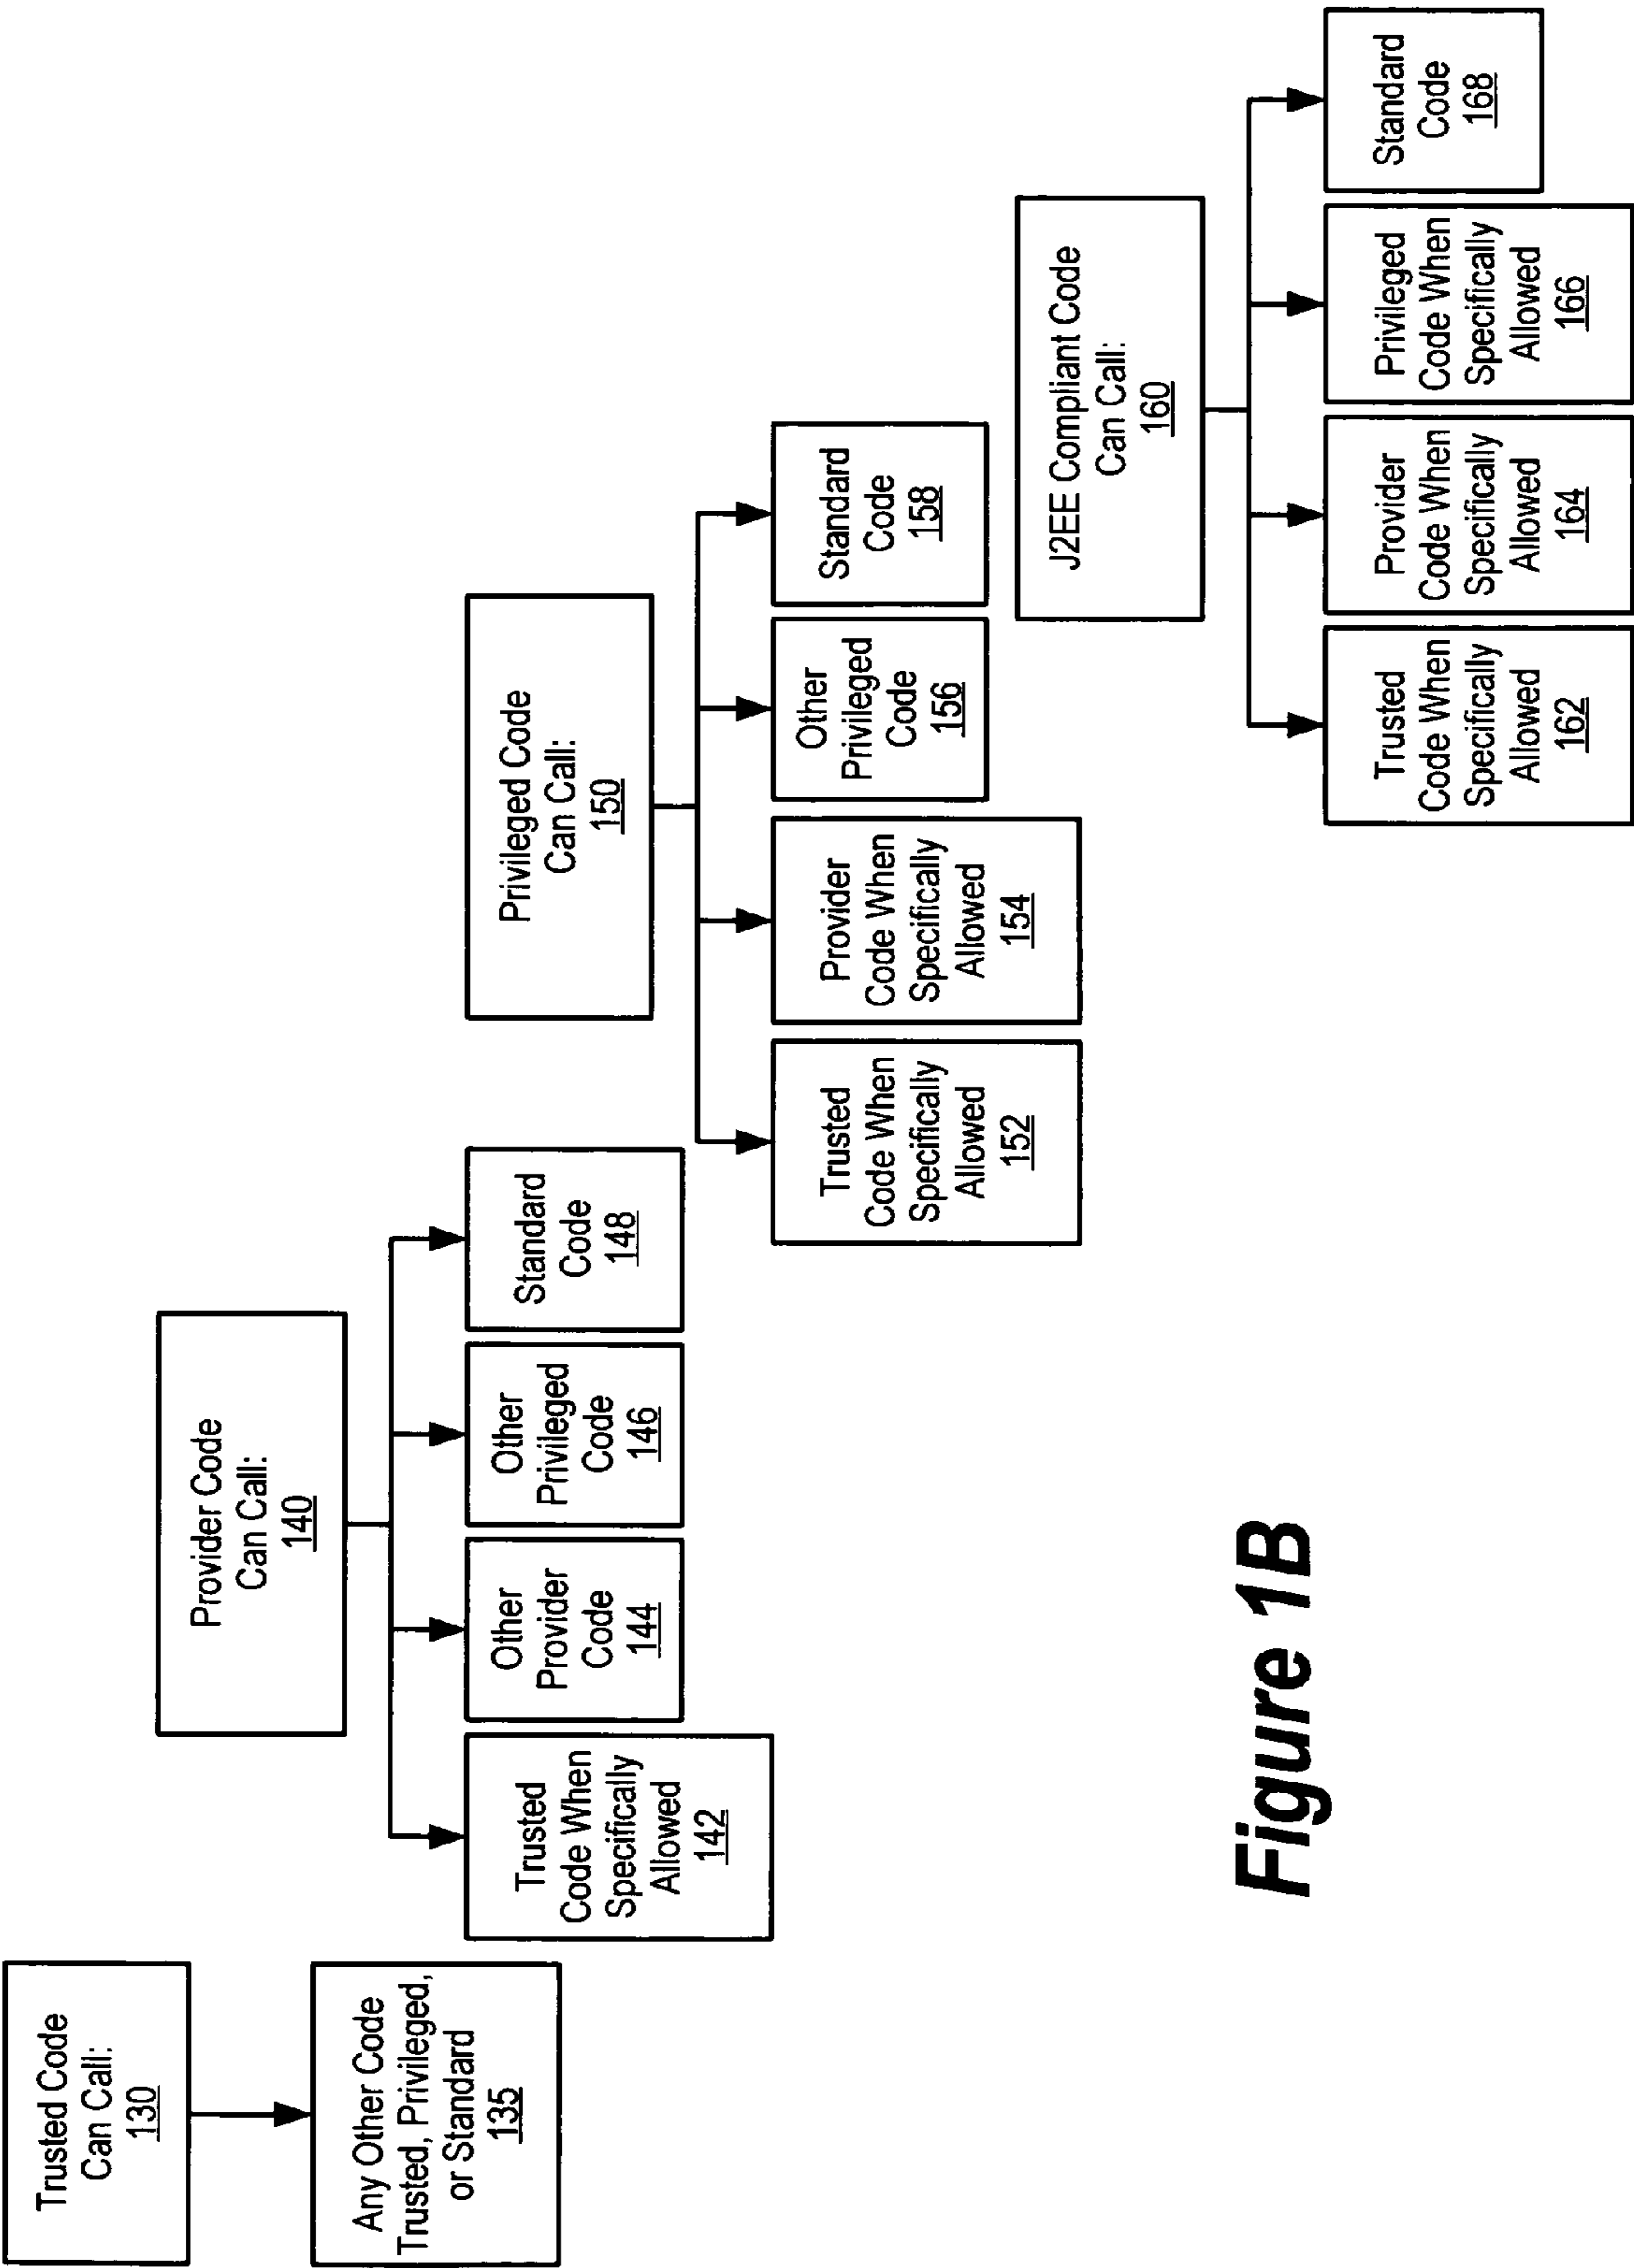 Trusted Code
Can Call:
130
Any Other Code
Trusted, Privileged,
or Standard
135
Provider Code
Can Call:
140
Trusted
Code When
Specifically
Allowed
142
Other
Provider
Code
144
Other
Privileged
Code
146
Standard
Code
148
Privileged Code
Can Call:
150
Trusted
Code When
Specifically
Allowed
152
Provider
Code When
Specifically
Allowed
154
Other
Privileged
Code
156
Standard
Code
158
J2EE Compliant Code
Can Call:
160
Trusted
Code When
Specifically
Allowed
162
Provider
Code When
Specifically
Allowed
164
Privileged
Code When
Specifically
Allowed
166
Standard
Code
168
Figure 1B